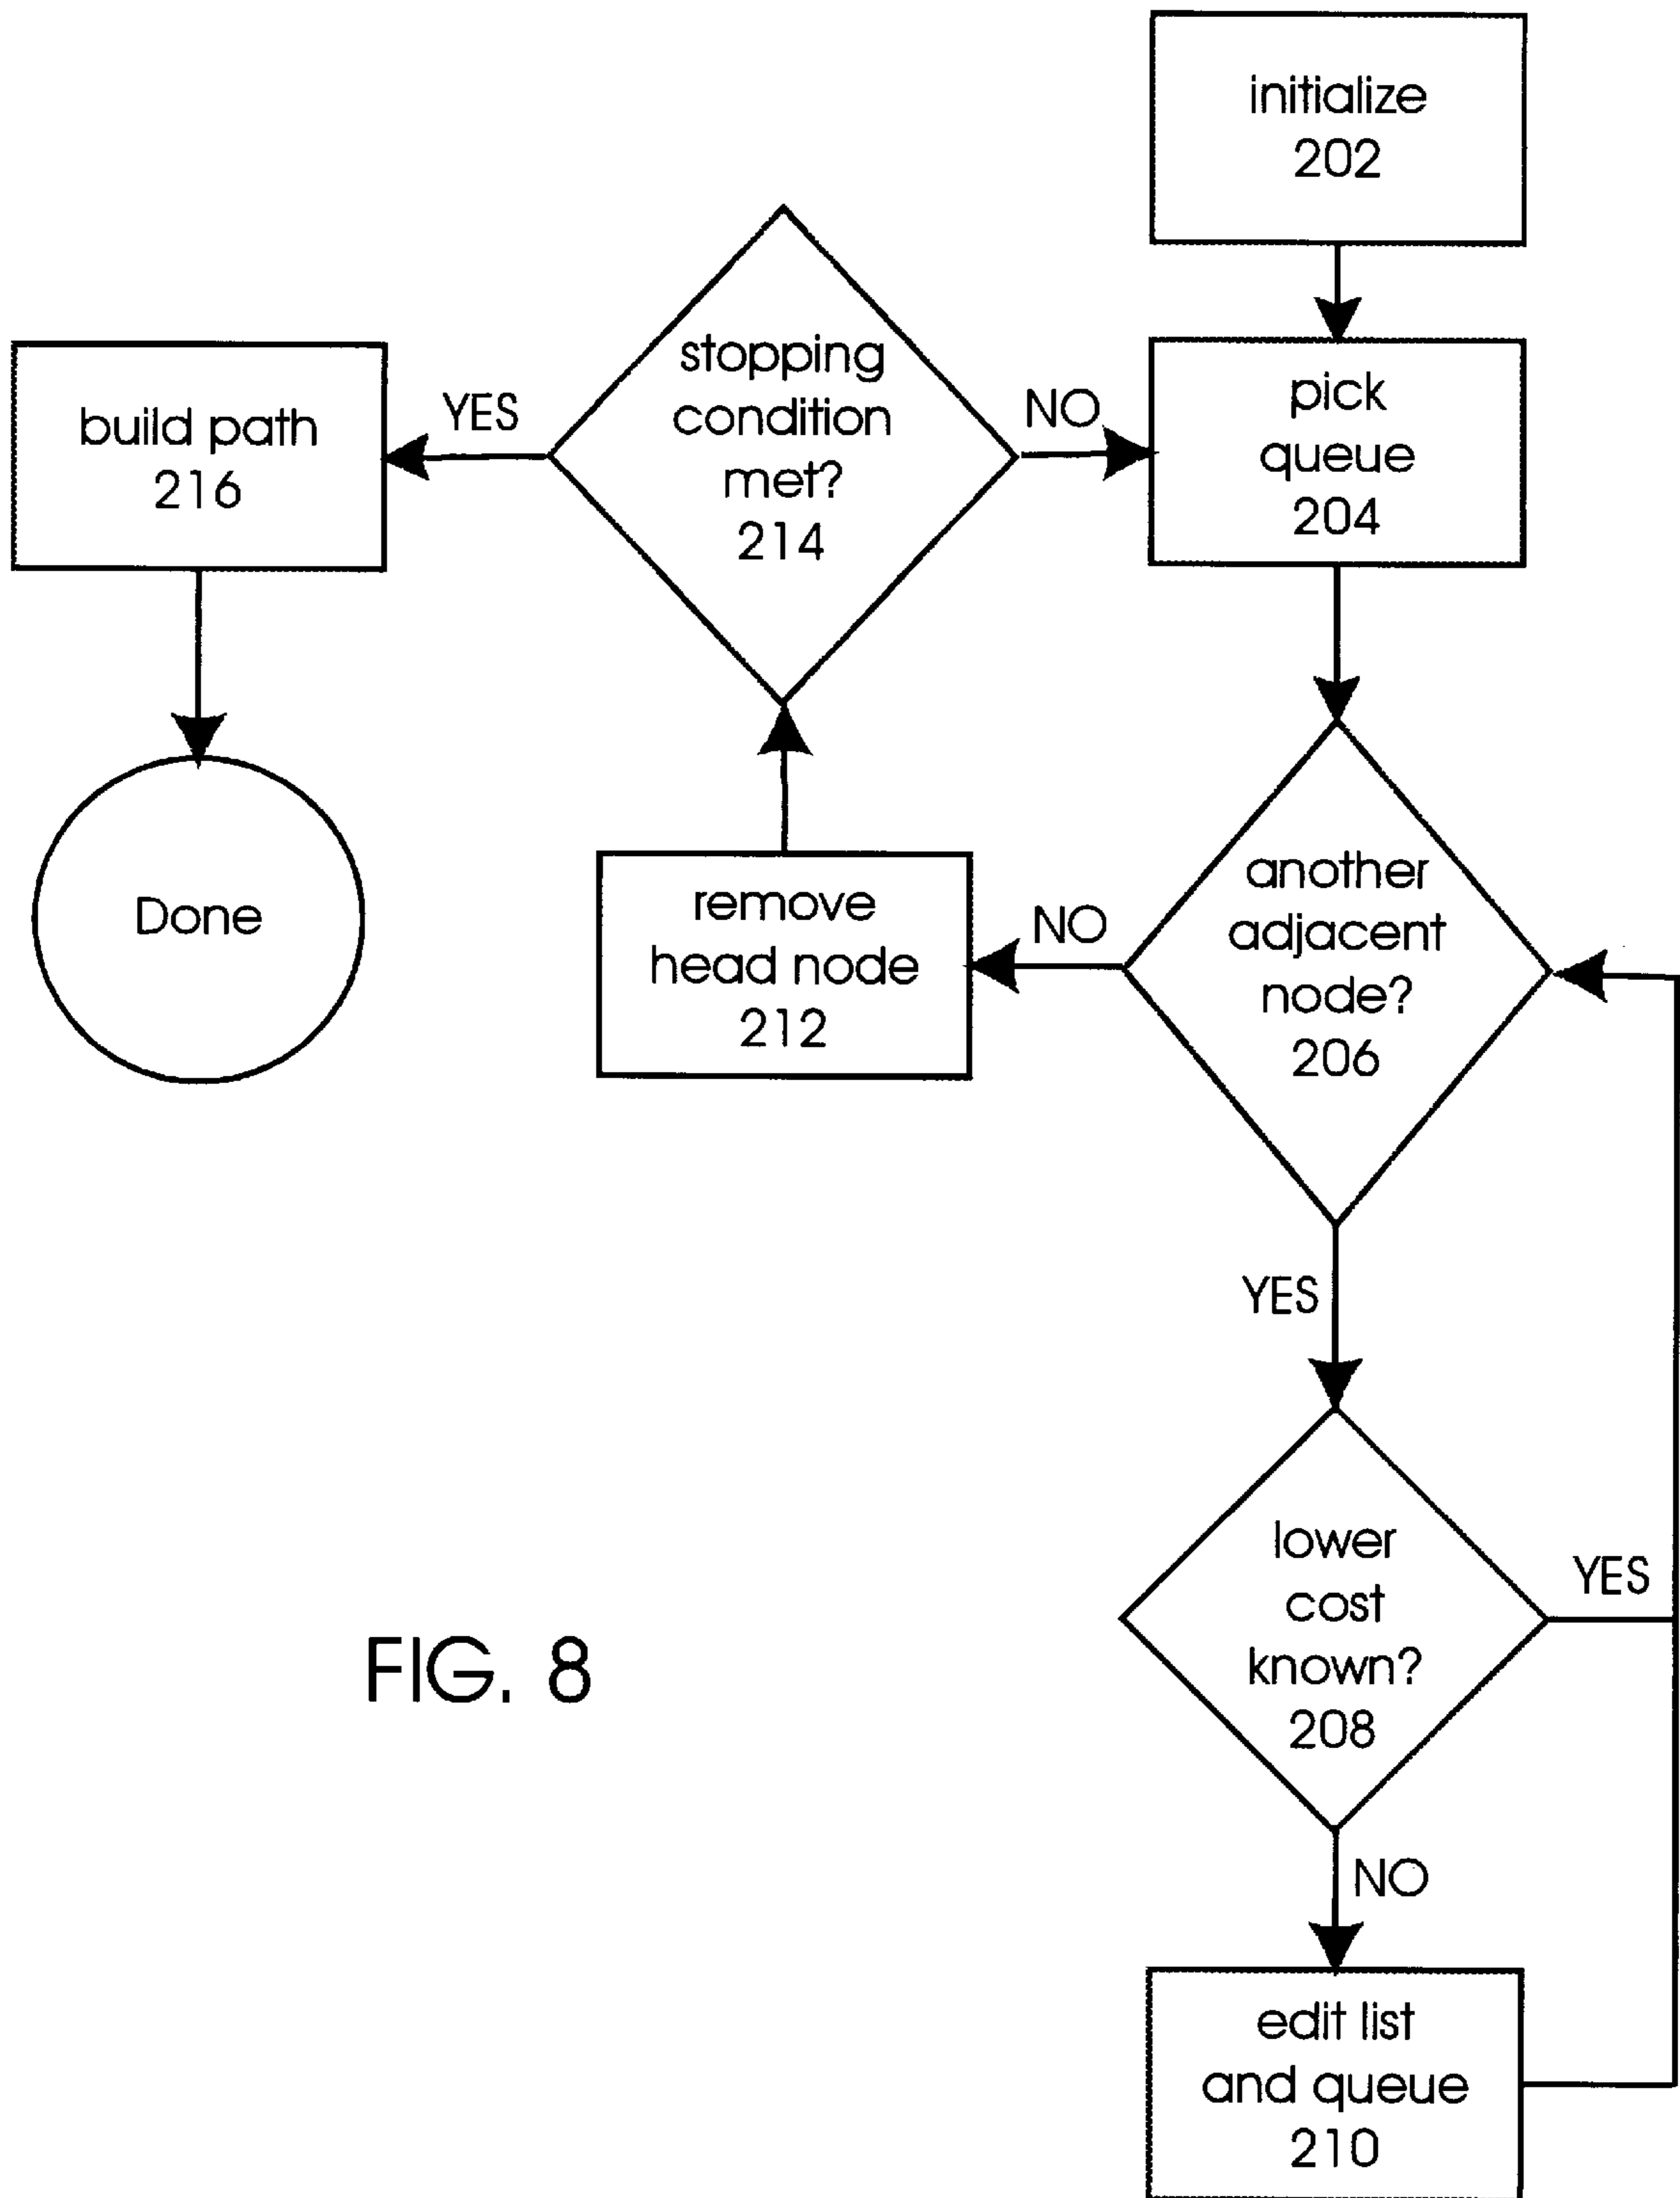 initialize
202
stopping
condition
met?
214
YES
NO
build path
216
pick
queue
204
Done
remove
head node
212
NO
another
adjacent
node?
206
YES
lower
cost
known?
208
YES
NO
edit list
and queue
210
FIG. 8